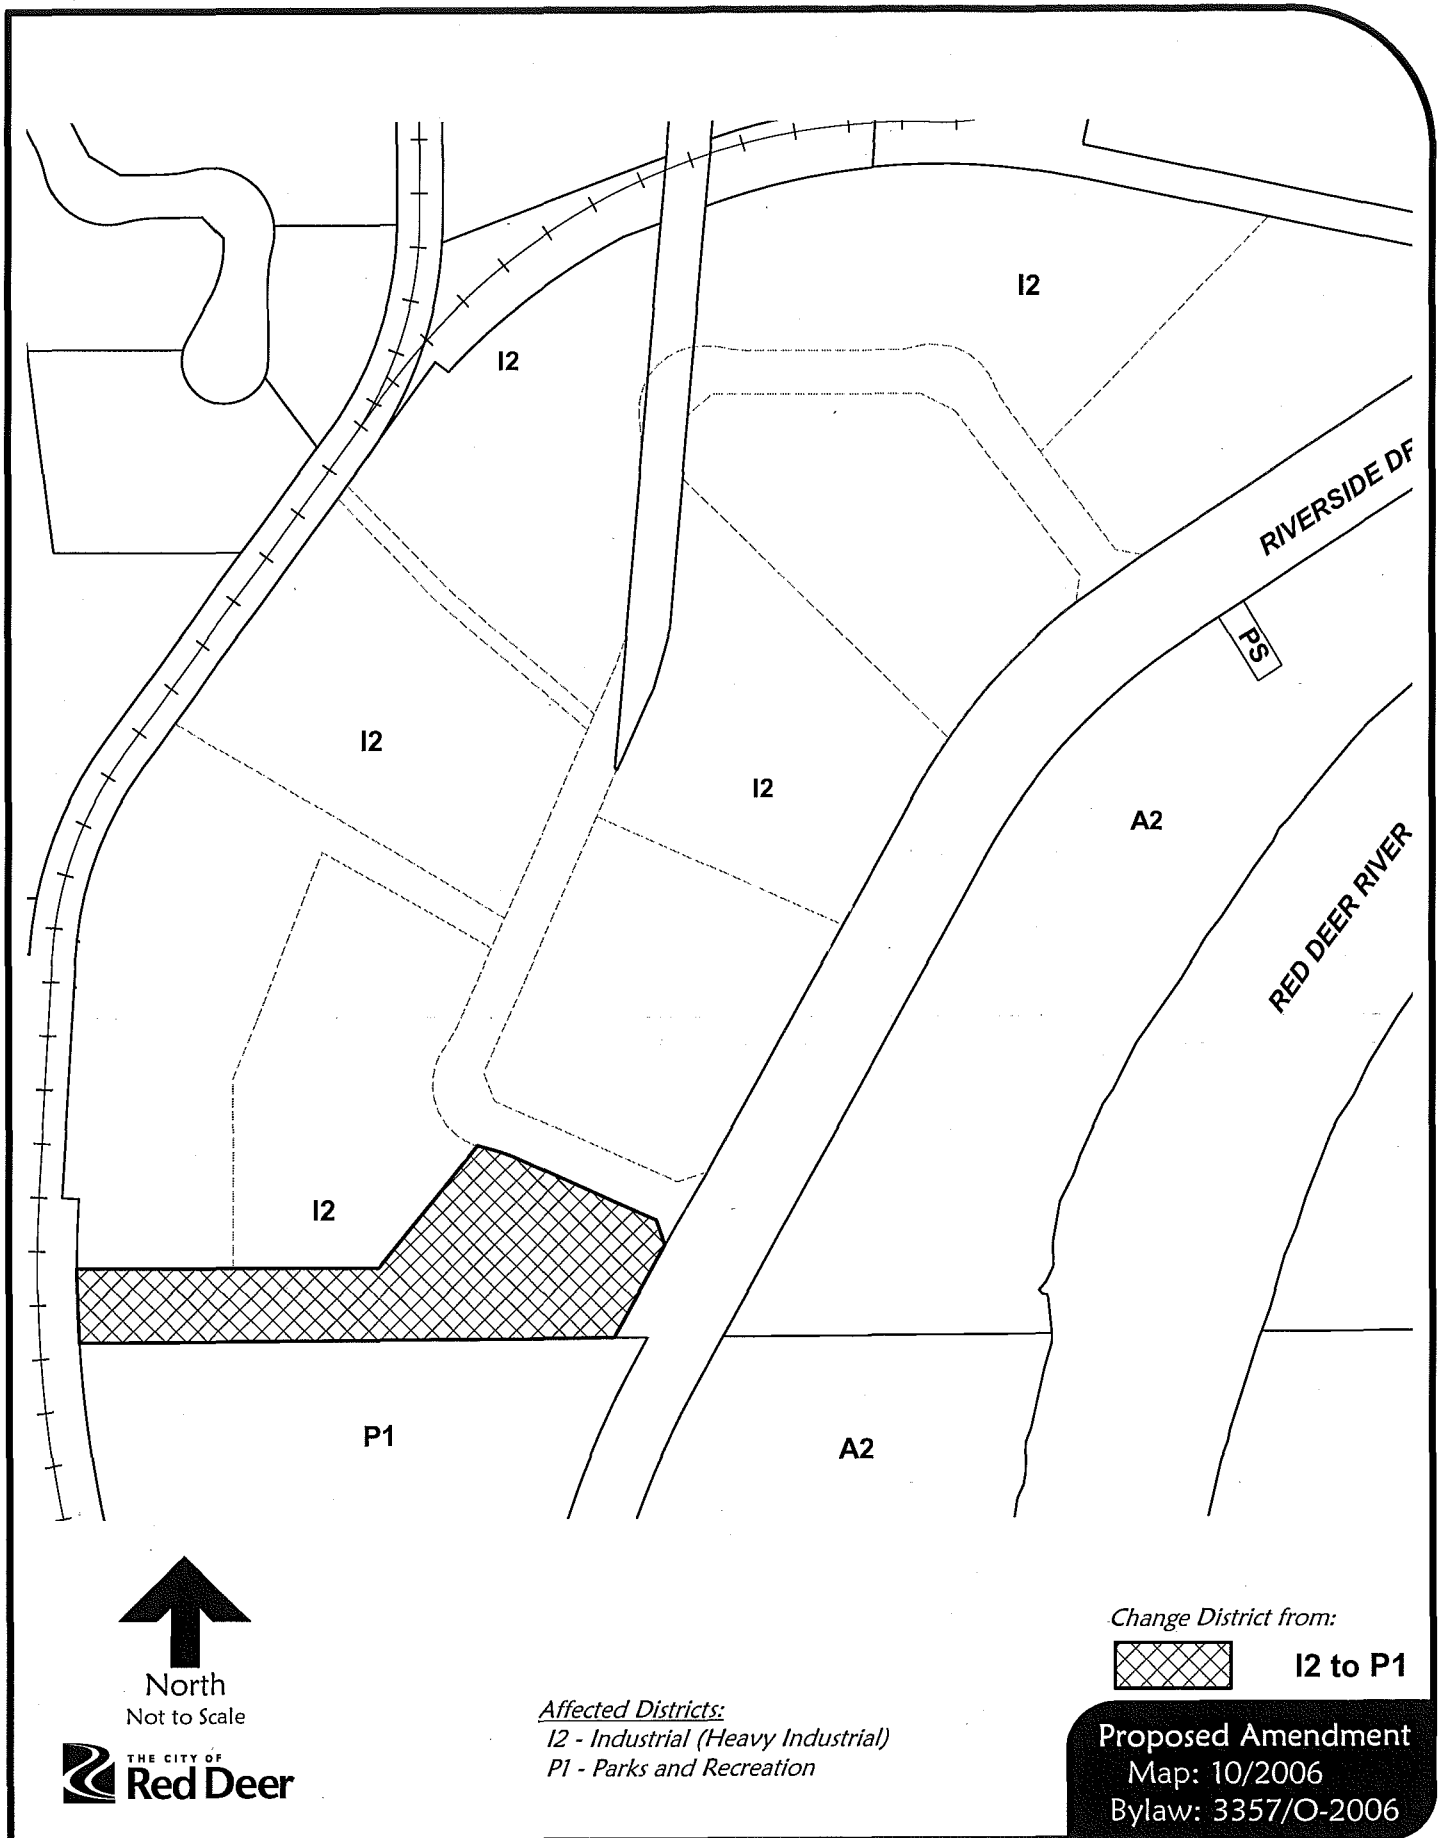 I2
I2
RIVERSIDE DR
PS
I2
I2
A2
RED DEER RIVER
I2
P1
A2
North
Not to Scale
THE CITY OF
Red Deer
Affected Districts:
I2 - Industrial (Heavy Industrial)
P1 - Parks and Recreation
Change District from:
I2 to P1
Proposed Amendment
Map: 10/2006
Bylaw: 3357/O-2006